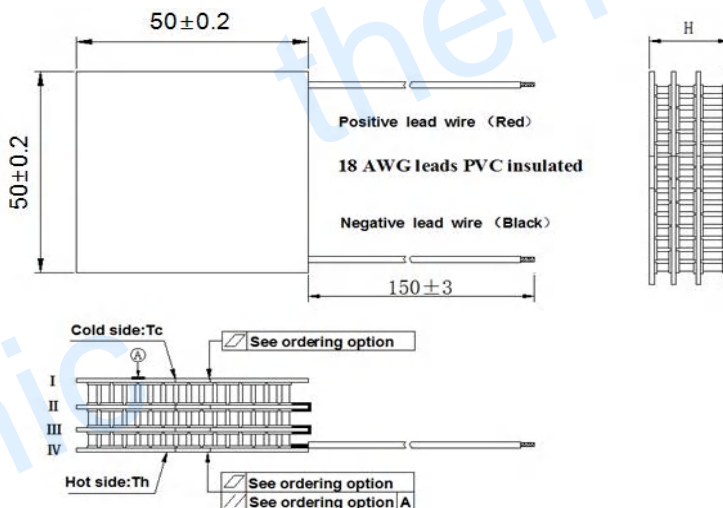 50±0.2
H
50±0.2
Positive lead wire （Red）
18 AWG leads PVC insulated
Negative lead wire （Black）
150±3
Cold side:Tc
See ordering option
A
I
II
III
IV
Hot side:Th
See ordering option
See ordering option A